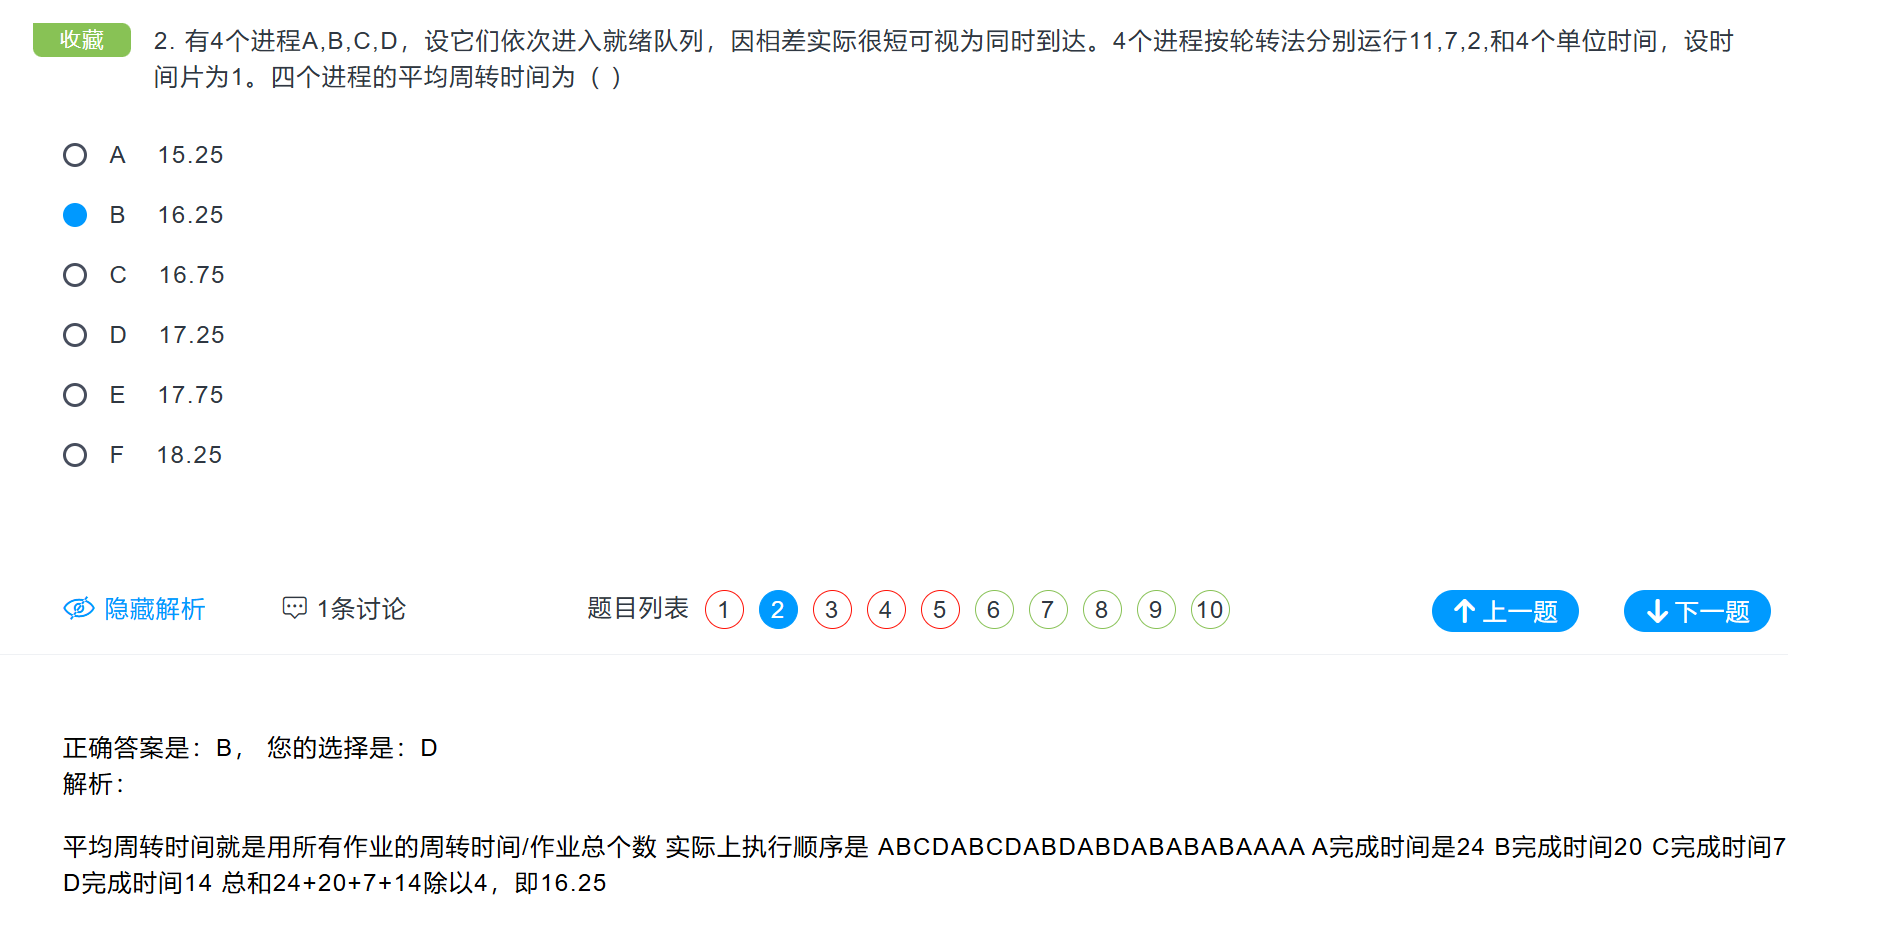 收藏
2. 有4个进程A,B,C,D，设它们依次进入就绪队列，因相差实际很短可视为同时到达。4个进程按轮转法分别运行11,7,2,和4个单位时间，设时
间片为1。四个进程的平均周转时间为（ ）
A 15.25
B 16.25
C 16.75
D 17.25
E 17.75
F 18.25
隐藏解析 1条讨论 题目列表 1 2 3 4 5 6 7 8 9 10 上一题 下一题
正确答案是：B， 您的选择是：D
解析：
平均周转时间就是用所有作业的周转时间/作业总个数 实际上执行顺序是 ABCDABCDABDABDABABABAAAA A完成时间是24 B完成时间20 C完成时间7
D完成时间14 总和24+20+7+14除以4，即16.25